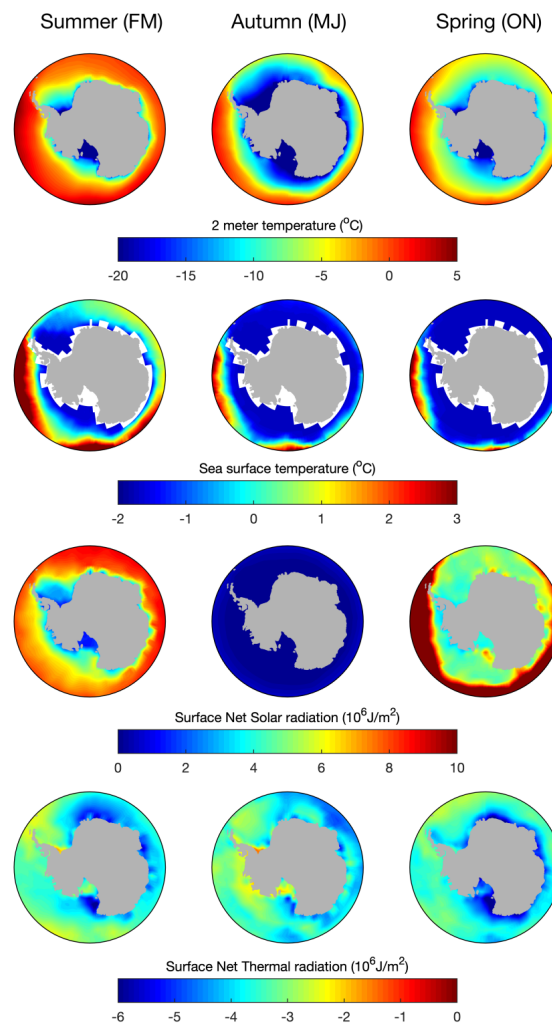 Summer (FM) Autumn (MJ) Spring (ON)
2 meter temperature (°C)
-20 -15 -10 -5 0 5
Sea surface temperature (°C)
-2 -1 0 1 2 3
Surface Net Solar radiation (10⁶J/m²)
0 2 4 6 8 10
Surface Net Thermal radiation (10⁶J/m²)
-6 -5 -4 -3 -2 -1 0